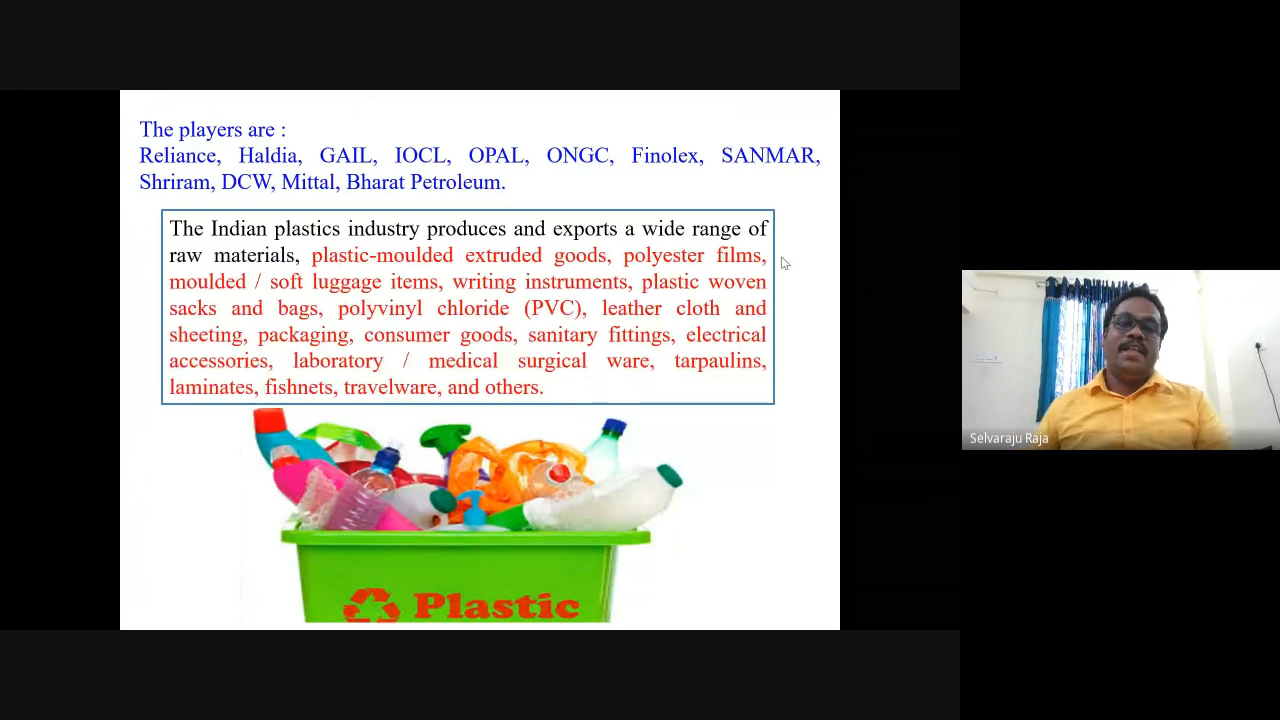 The players are :
Reliance, Haldia, GAIL, IOCL, OPAL, ONGC, Finolex, SANMAR,
Shriram, DCW, Mittal, Bharat Petroleum.
The Indian plastics industry produces and exports a wide range of
raw materials, plastic-moulded extruded goods, polyester films,
moulded / soft luggage items, writing instruments, plastic woven
sacks and bags, polyvinyl chloride (PVC), leather cloth and
sheeting, packaging, consumer goods, sanitary fittings, electrical
accessories, laboratory / medical surgical ware, tarpaulins,
laminates, fishnets, travelware, and others.
Plastic
Selvaraju Raja